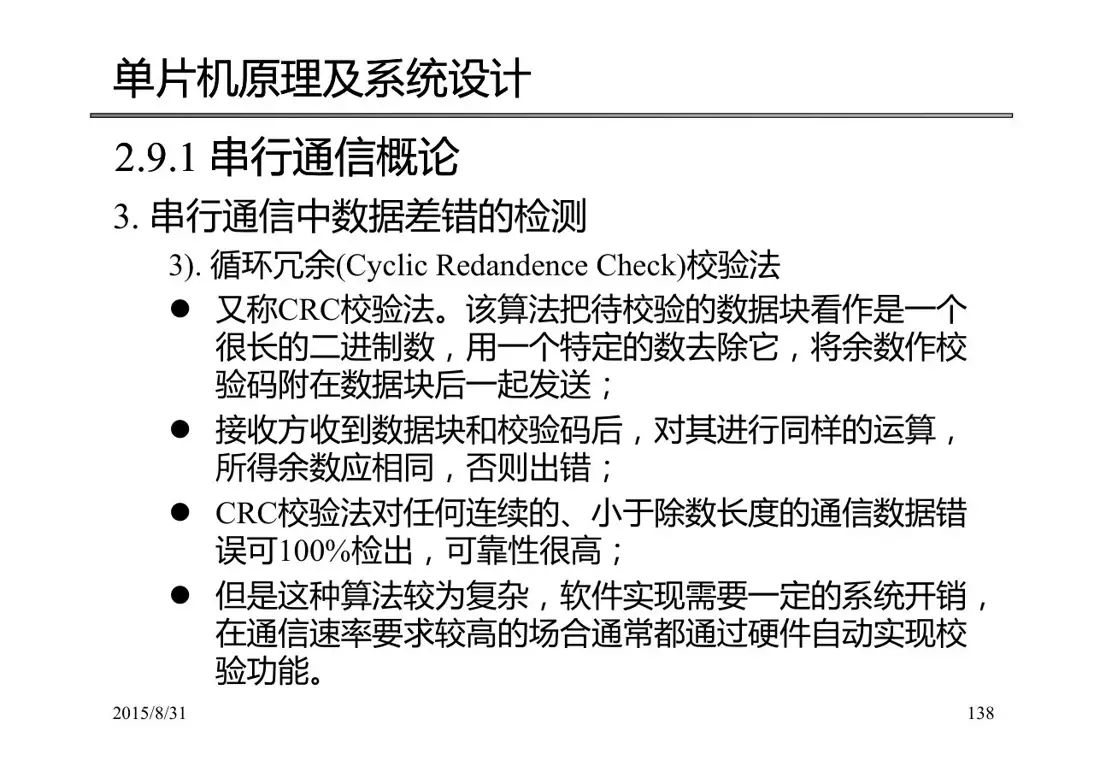 单片机原理及系统设计
2.9.1 串行通信概论
3. 串行通信中数据差错的检测
3). 循环冗余(Cyclic Redandence Check)校验法
● 又称CRC校验法。该算法把待校验的数据块看作是一个
很长的二进制数，用一个特定的数去除它，将余数作校
验码附在数据块后一起发送；
● 接收方收到数据块和校验码后，对其进行同样的运算，
所得余数应相同，否则出错；
● CRC校验法对任何连续的、小于除数长度的通信数据错
误可100%检出，可靠性很高；
● 但是这种算法较为复杂，软件实现需要一定的系统开销，
在通信速率要求较高的场合通常都通过硬件自动实现校
验功能。
2015/8/31
138